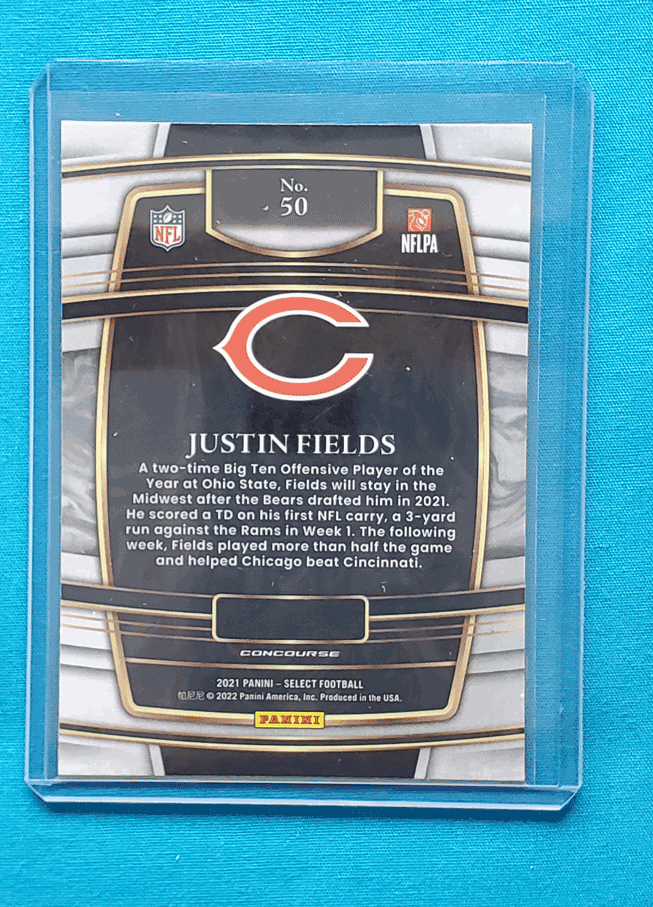 No.
50
NFL
NFLPA
JUSTIN FIELDS
A two-time Big Ten Offensive Player of the
Year at Ohio State, Fields will stay in the
Midwest after the Bears drafted him in 2021.
He scored a TD on his first NFL carry, a 3-yard
run against the Rams in Week 1. The following
week, Fields played more than half the game
and helped Chicago beat Cincinnati.
CONCOURSE
2021 PANINI – SELECT FOOTBALL
帕尼尼 © 2022 Panini America, Inc. Produced in the USA.
PANINI